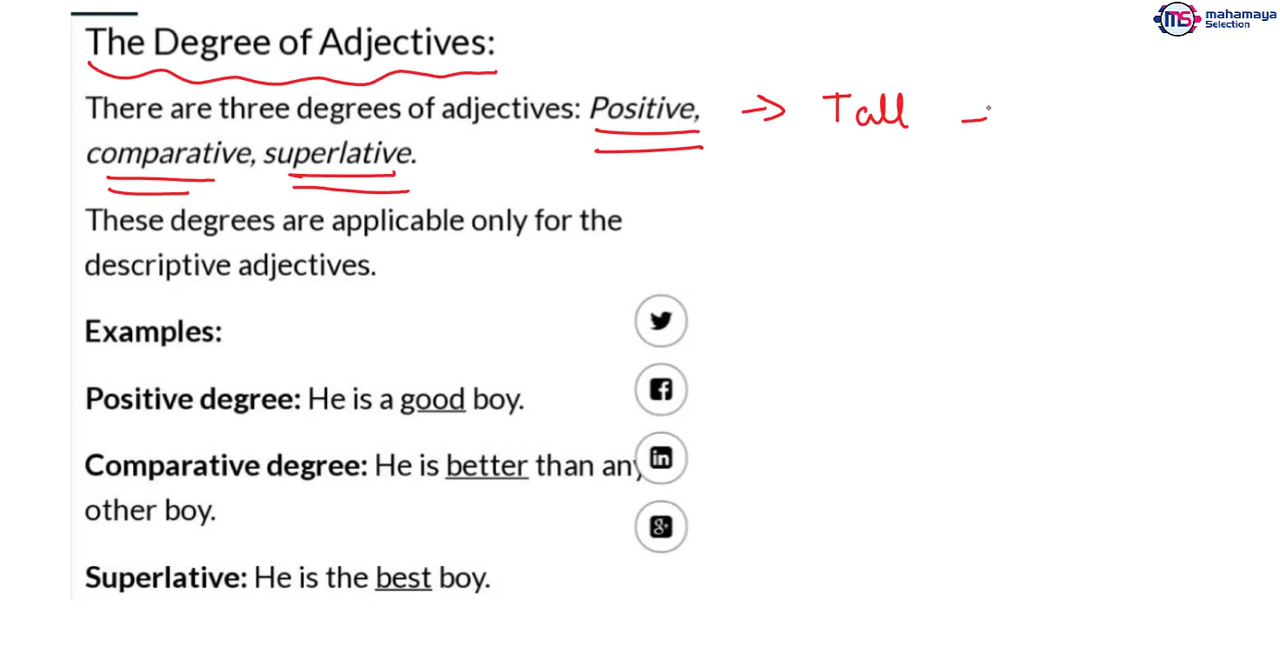 mahamaya
Selection
The Degree of Adjectives:
There are three degrees of adjectives: Positive, → Tall –
comparative, superlative.
These degrees are applicable only for the
descriptive adjectives.
Examples:
Positive degree: He is a good boy.
Comparative degree: He is better than any
other boy.
Superlative: He is the best boy.